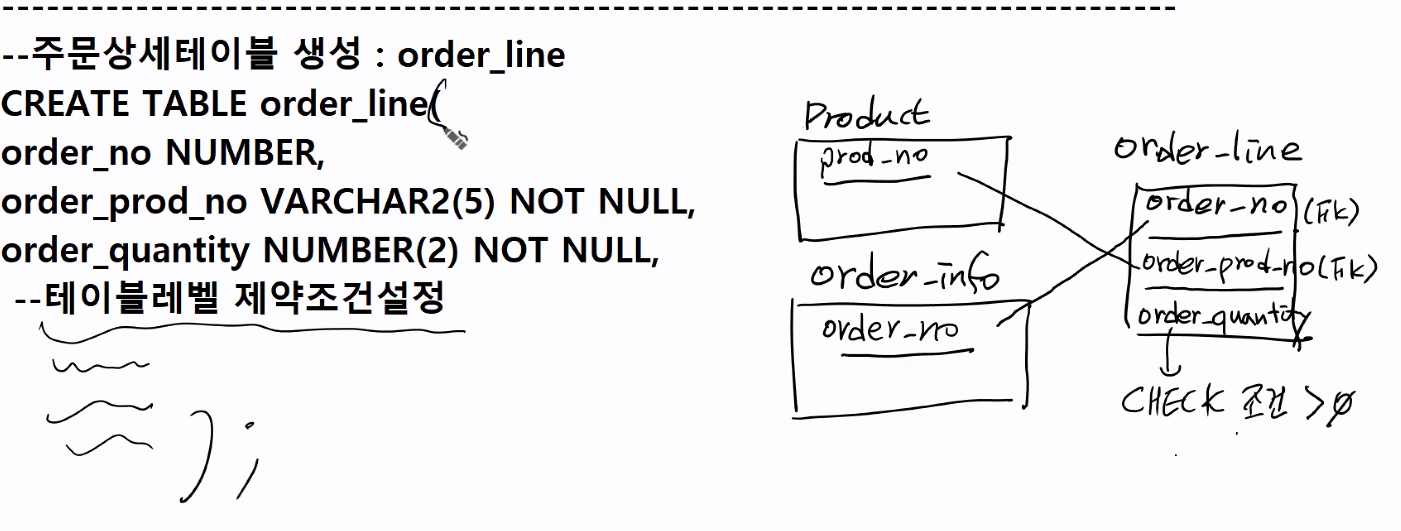 --주문상세테이블 생성 : order_line
CREATE TABLE order_line(
order_no NUMBER,
order_prod_no VARCHAR2(5) NOT NULL,
order_quantity NUMBER(2) NOT NULL,
--테이블레벨 제약조건설정
);
Product
prod_no
order_info
order_no
order_line
order_no (FK)
order_prod_no (FK)
order_quantity
CHECK 조건 > 0